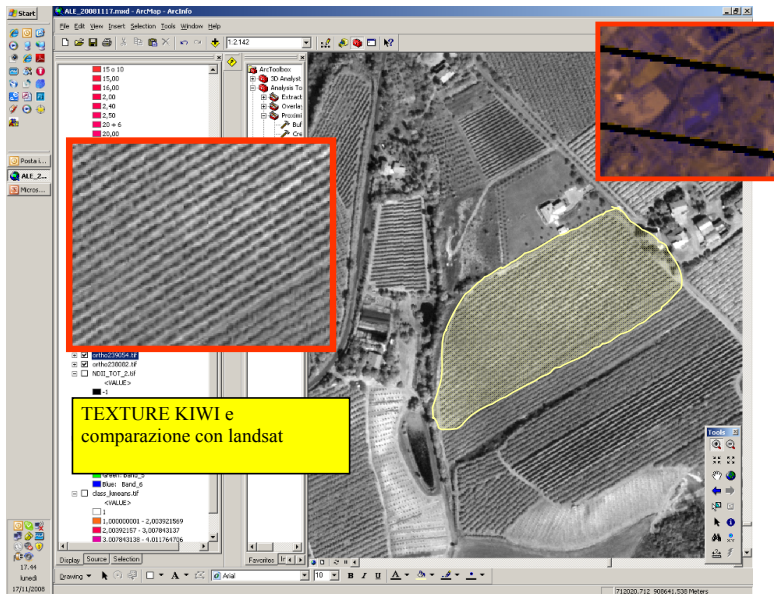 Start
ALE_20081117.mxd - ArcMap - ArcInfo
File Edit View Insert Selection Tools Window Help
1:2.142
15 o 10
15,00
16,00
2,00
2,40
2,50
20 + 6
20,00
ArcToolbox
3D Analyst
Analysis To
Extract
Overlay
Proximi
Buf
Cre
Posta i...
ALE_2...
Micros...
ortho239054.tif
ortho238082.tif
NDII_TOT_2.tif
<VALUE>
-1
TEXTURE KIWI e
comparazione con landsat
Green: Band_5
Blue: Band_6
class_kmeans.tif
<VALUE>
1
1,000000001 - 2,003921569
2,00392157 - 3,007843137
3,007843138 - 4,011764706
Display Source Selection
Favorites
Tools
Drawing
A
Arial
10
B I U
A
17.44
lunedì
17/11/2008
712020,712 908641,538 Meters